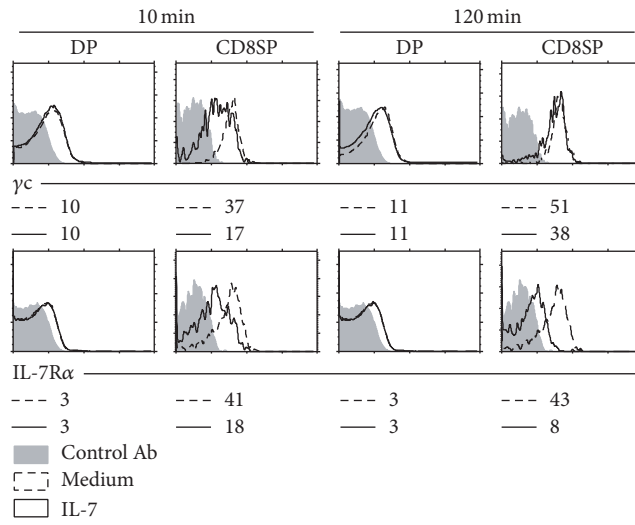 10 min 120 min
DP CD8SP DP CD8SP
γc
10 37 11 51
10 17 11 38
IL-7Rα
3 41 3 43
3 18 3 8
Control Ab
Medium
IL-7